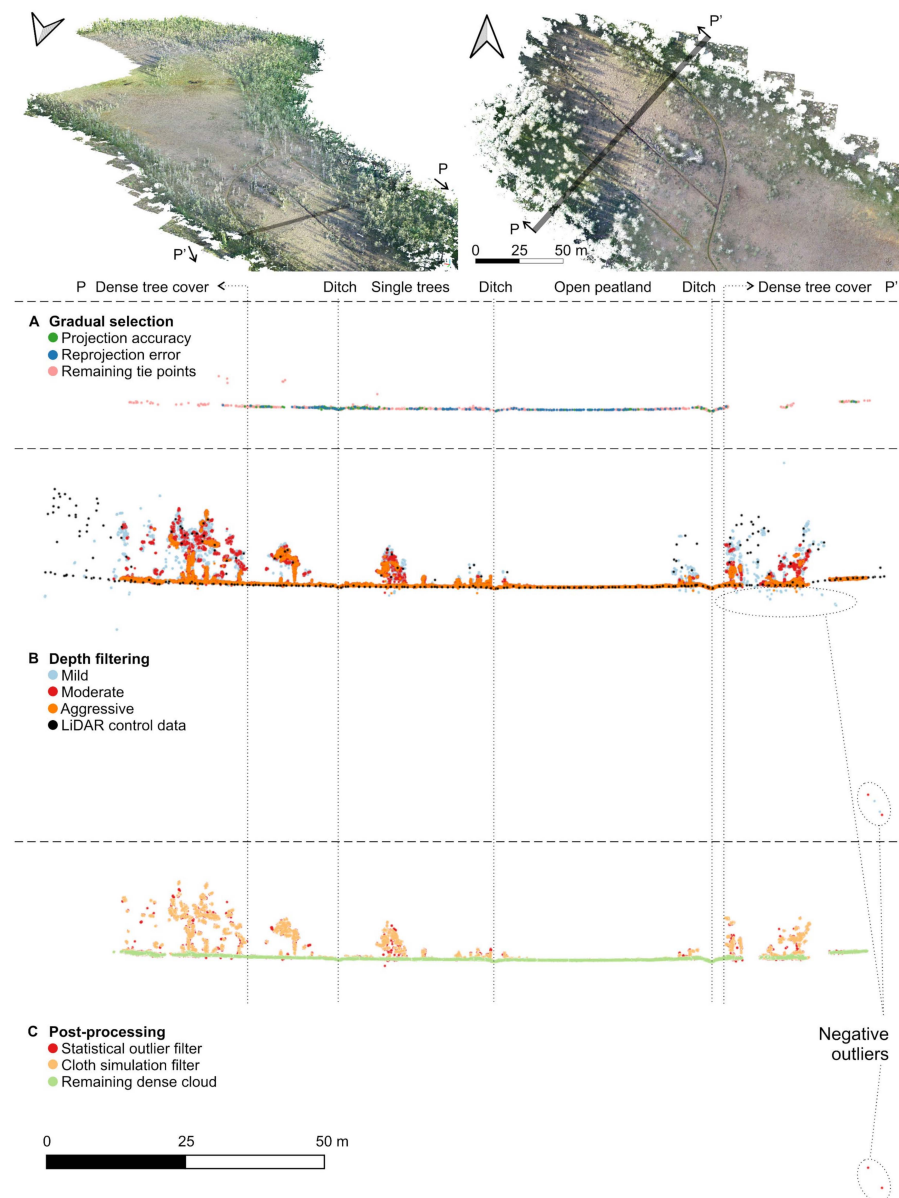 P
P'
P'
P
0 25 50 m
P Dense tree cover Ditch Single trees Ditch Open peatland Ditch Dense tree cover P'
A Gradual selection
Projection accuracy
Reprojection error
Remaining tie points
B Depth filtering
Mild
Moderate
Aggressive
LiDAR control data
C Post-processing
Statistical outlier filter
Cloth simulation filter
Remaining dense cloud
Negative
outliers
0 25 50 m